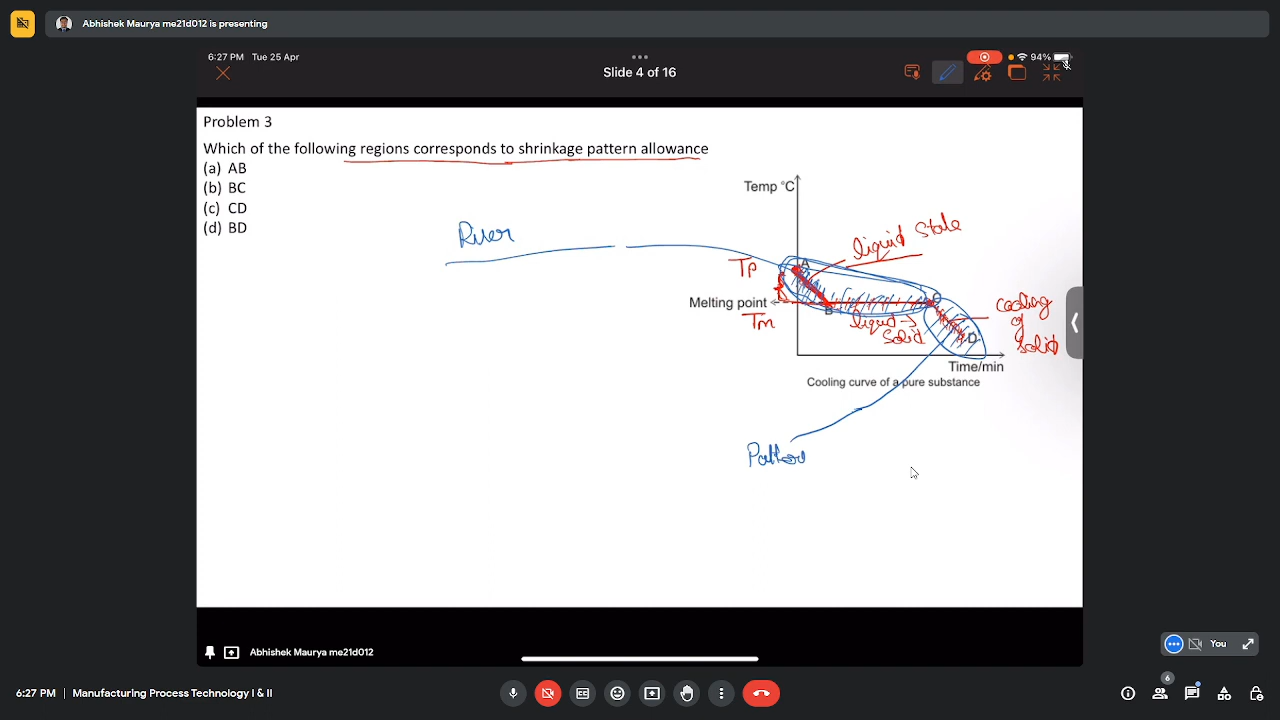 Abhishek Maurya me21d012 is presenting
6:27 PM Tue 25 Apr
94%
Slide 4 of 16
Problem 3
Which of the following regions corresponds to shrinkage pattern allowance
(a) AB
(b) BC
(c) CD
(d) BD
Temp °C
River
liquid State
A
TP
Melting point
B
C
Tm
liquid → Solid
cooling of solid
D
Time/min
Cooling curve of a pure substance
Abhishek Maurya me21d012
You
6
6:27 PM | Manufacturing Process Technology I & II